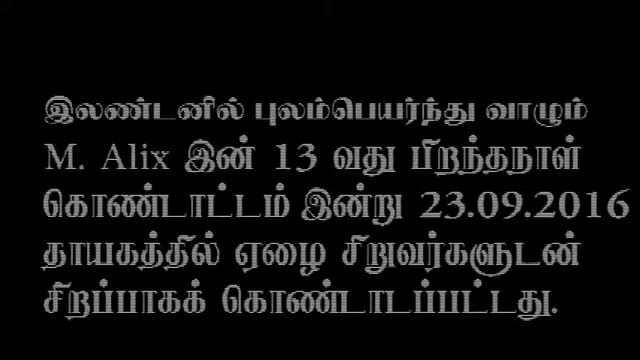 இலண்டனில் புலம்பெயர்ந்து வாழும்
M. Alix இன் 13 வது பிறந்தநாள்
கொண்டாட்டம் இன்று 23.09.2016
தாயகத்தில் ஏழை சிறுவர்களுடன்
சிறப்பாகக் கொண்டாடப்பட்டது.